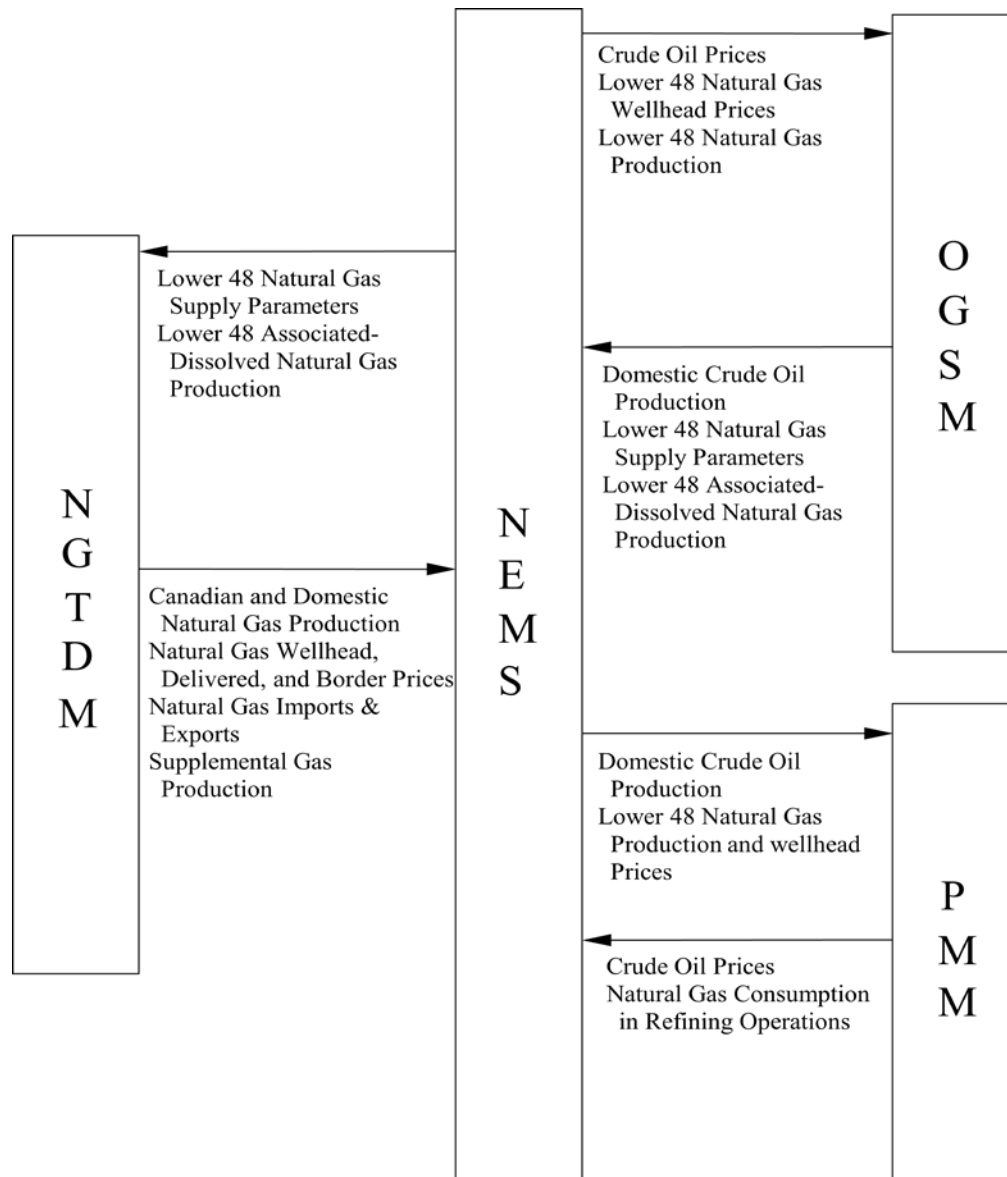 Crude Oil Prices
Lower 48 Natural Gas
Wellhead Prices
Lower 48 Natural Gas
Production
O
G
S
M
Lower 48 Natural Gas
Supply Parameters
Lower 48 Associated-
Dissolved Natural Gas
Production
Domestic Crude Oil
Production
Lower 48 Natural Gas
Supply Parameters
Lower 48 Associated-
Dissolved Natural Gas
Production
N
G
T
D
M
N
E
M
S
Canadian and Domestic
Natural Gas Production
Natural Gas Wellhead,
Delivered, and Border Prices
Natural Gas Imports &
Exports
Supplemental Gas
Production
Domestic Crude Oil
Production
Lower 48 Natural Gas
Production and wellhead
Prices
P
M
M
Crude Oil Prices
Natural Gas Consumption
in Refining Operations